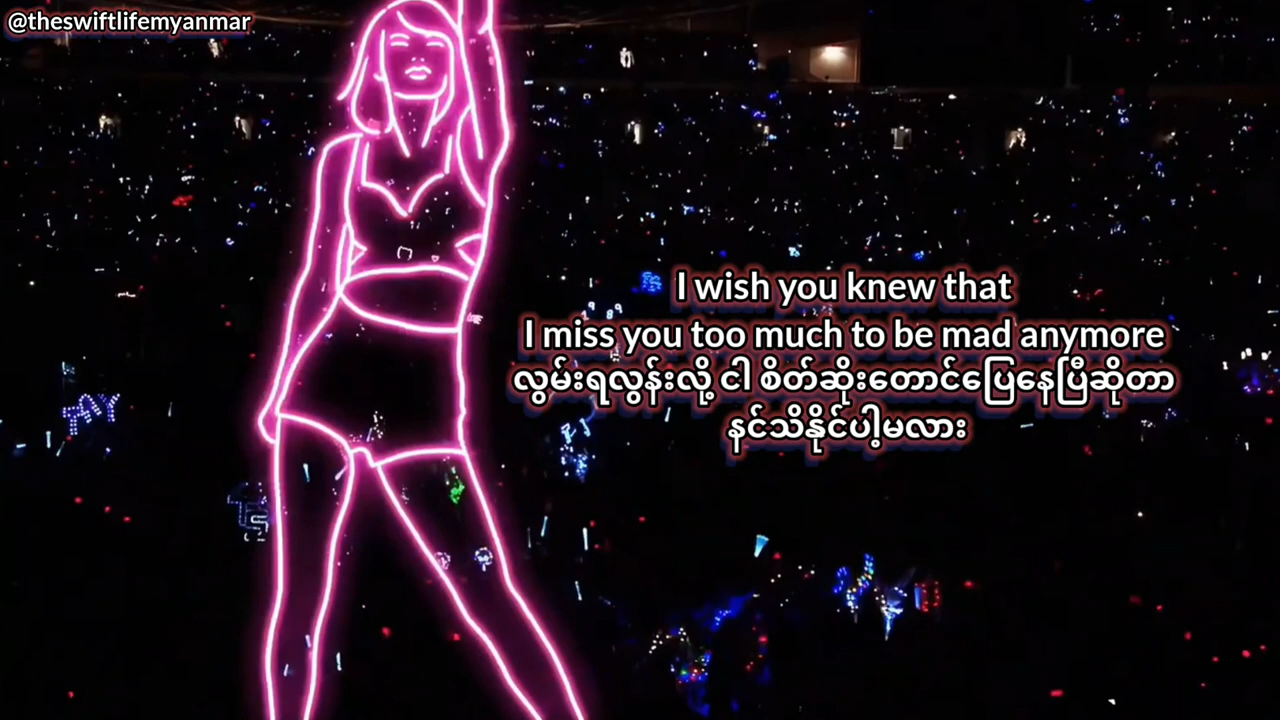 @theswiftlifemyanmar
I wish you knew that
I miss you too much to be mad anymore
လွမ်းရလွန်းလို့ ငါ စိတ်ဆိုးတောင်ပြေနေပြီဆိုတာ
နင်သိနိုင်ပါ့မလား
TAY
TS